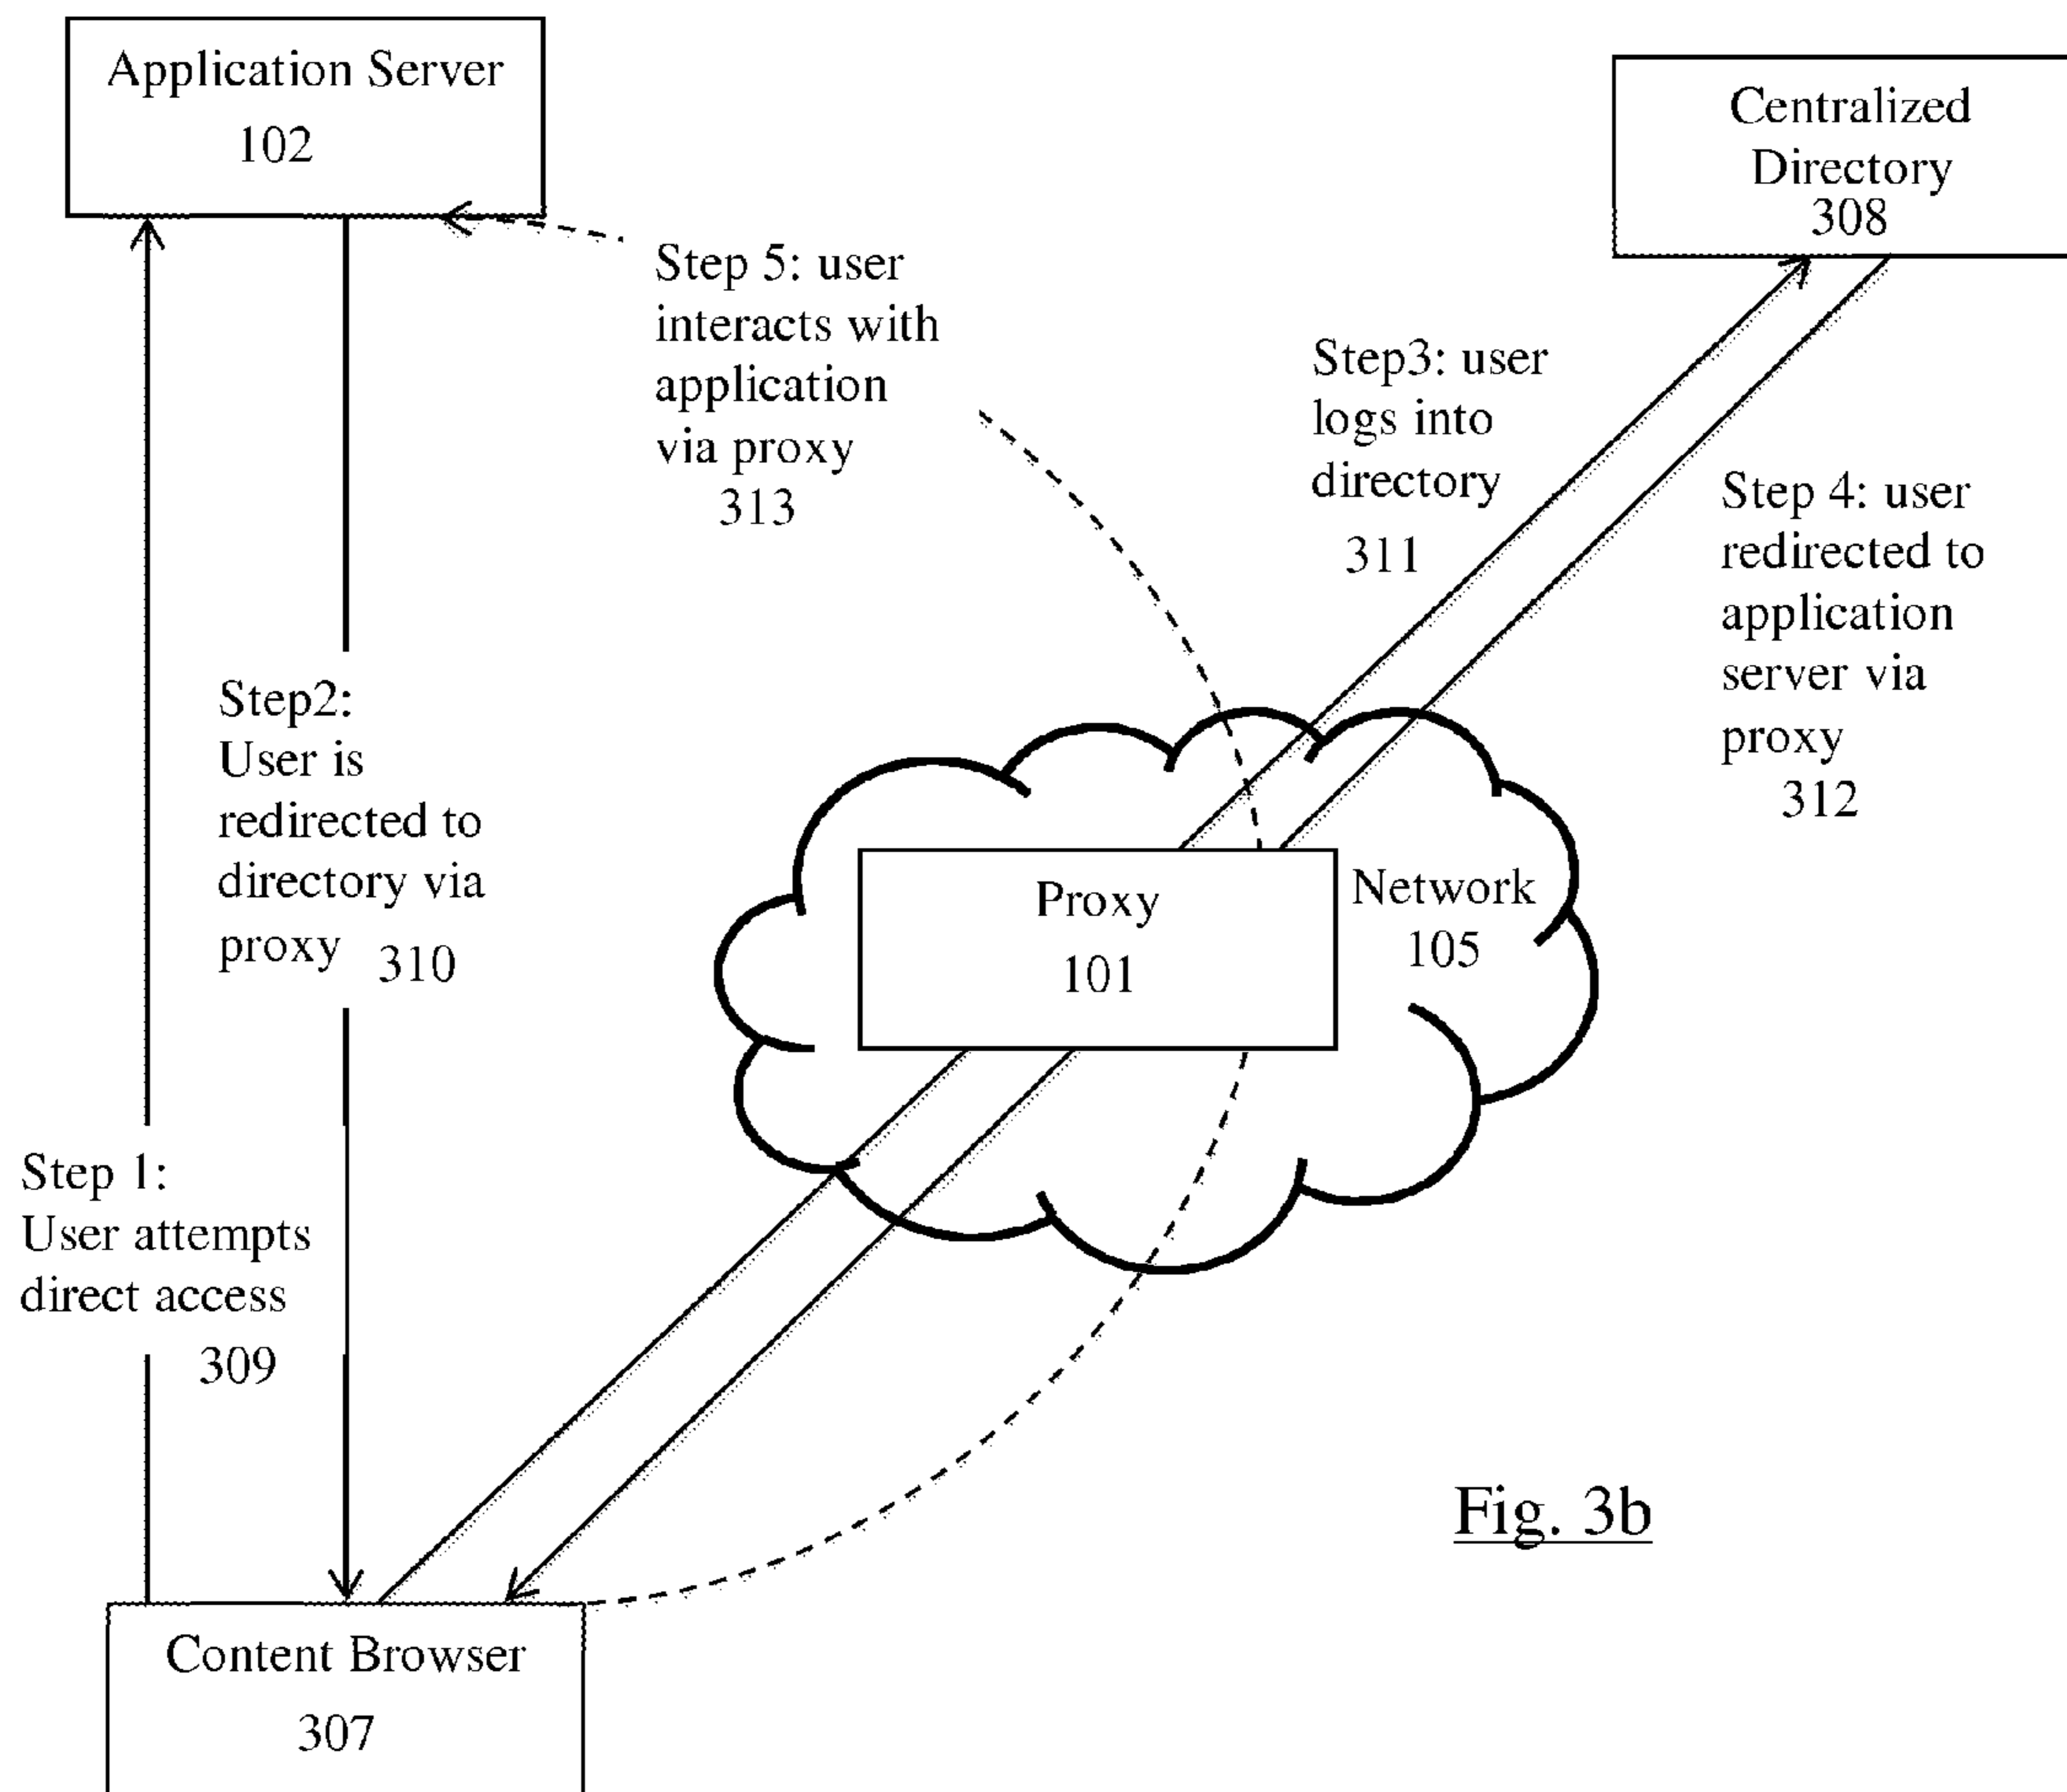 Application Server
102
Centralized
Directory
308
Step 5: user
interacts with
application
via proxy
313
Step3: user
logs into
directory
311
Step 4: user
redirected to
application
server via
proxy
312
Step2:
User is
redirected to
directory via
proxy
310
Proxy
101
Network
105
Step 1:
User attempts
direct access
309
Fig. 3b
Content Browser
307